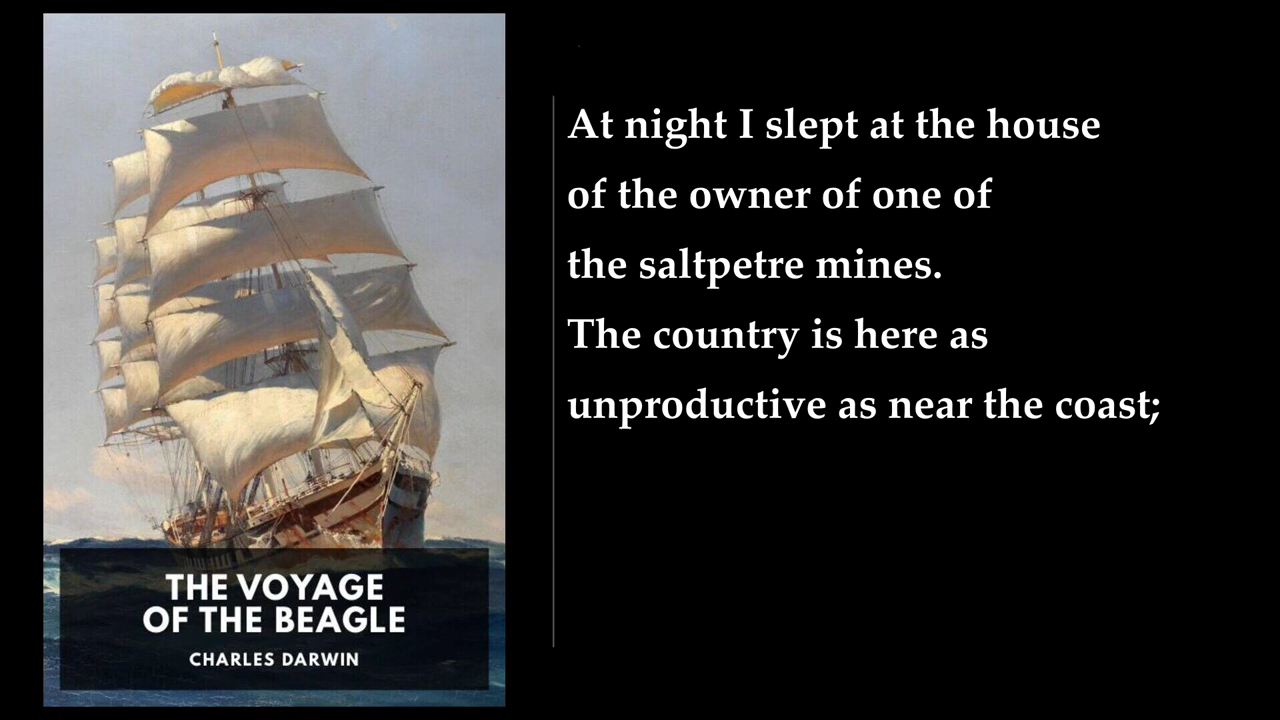 THE VOYAGE
OF THE BEAGLE
CHARLES DARWIN
At night I slept at the house
of the owner of one of
the saltpetre mines.
The country is here as
unproductive as near the coast;